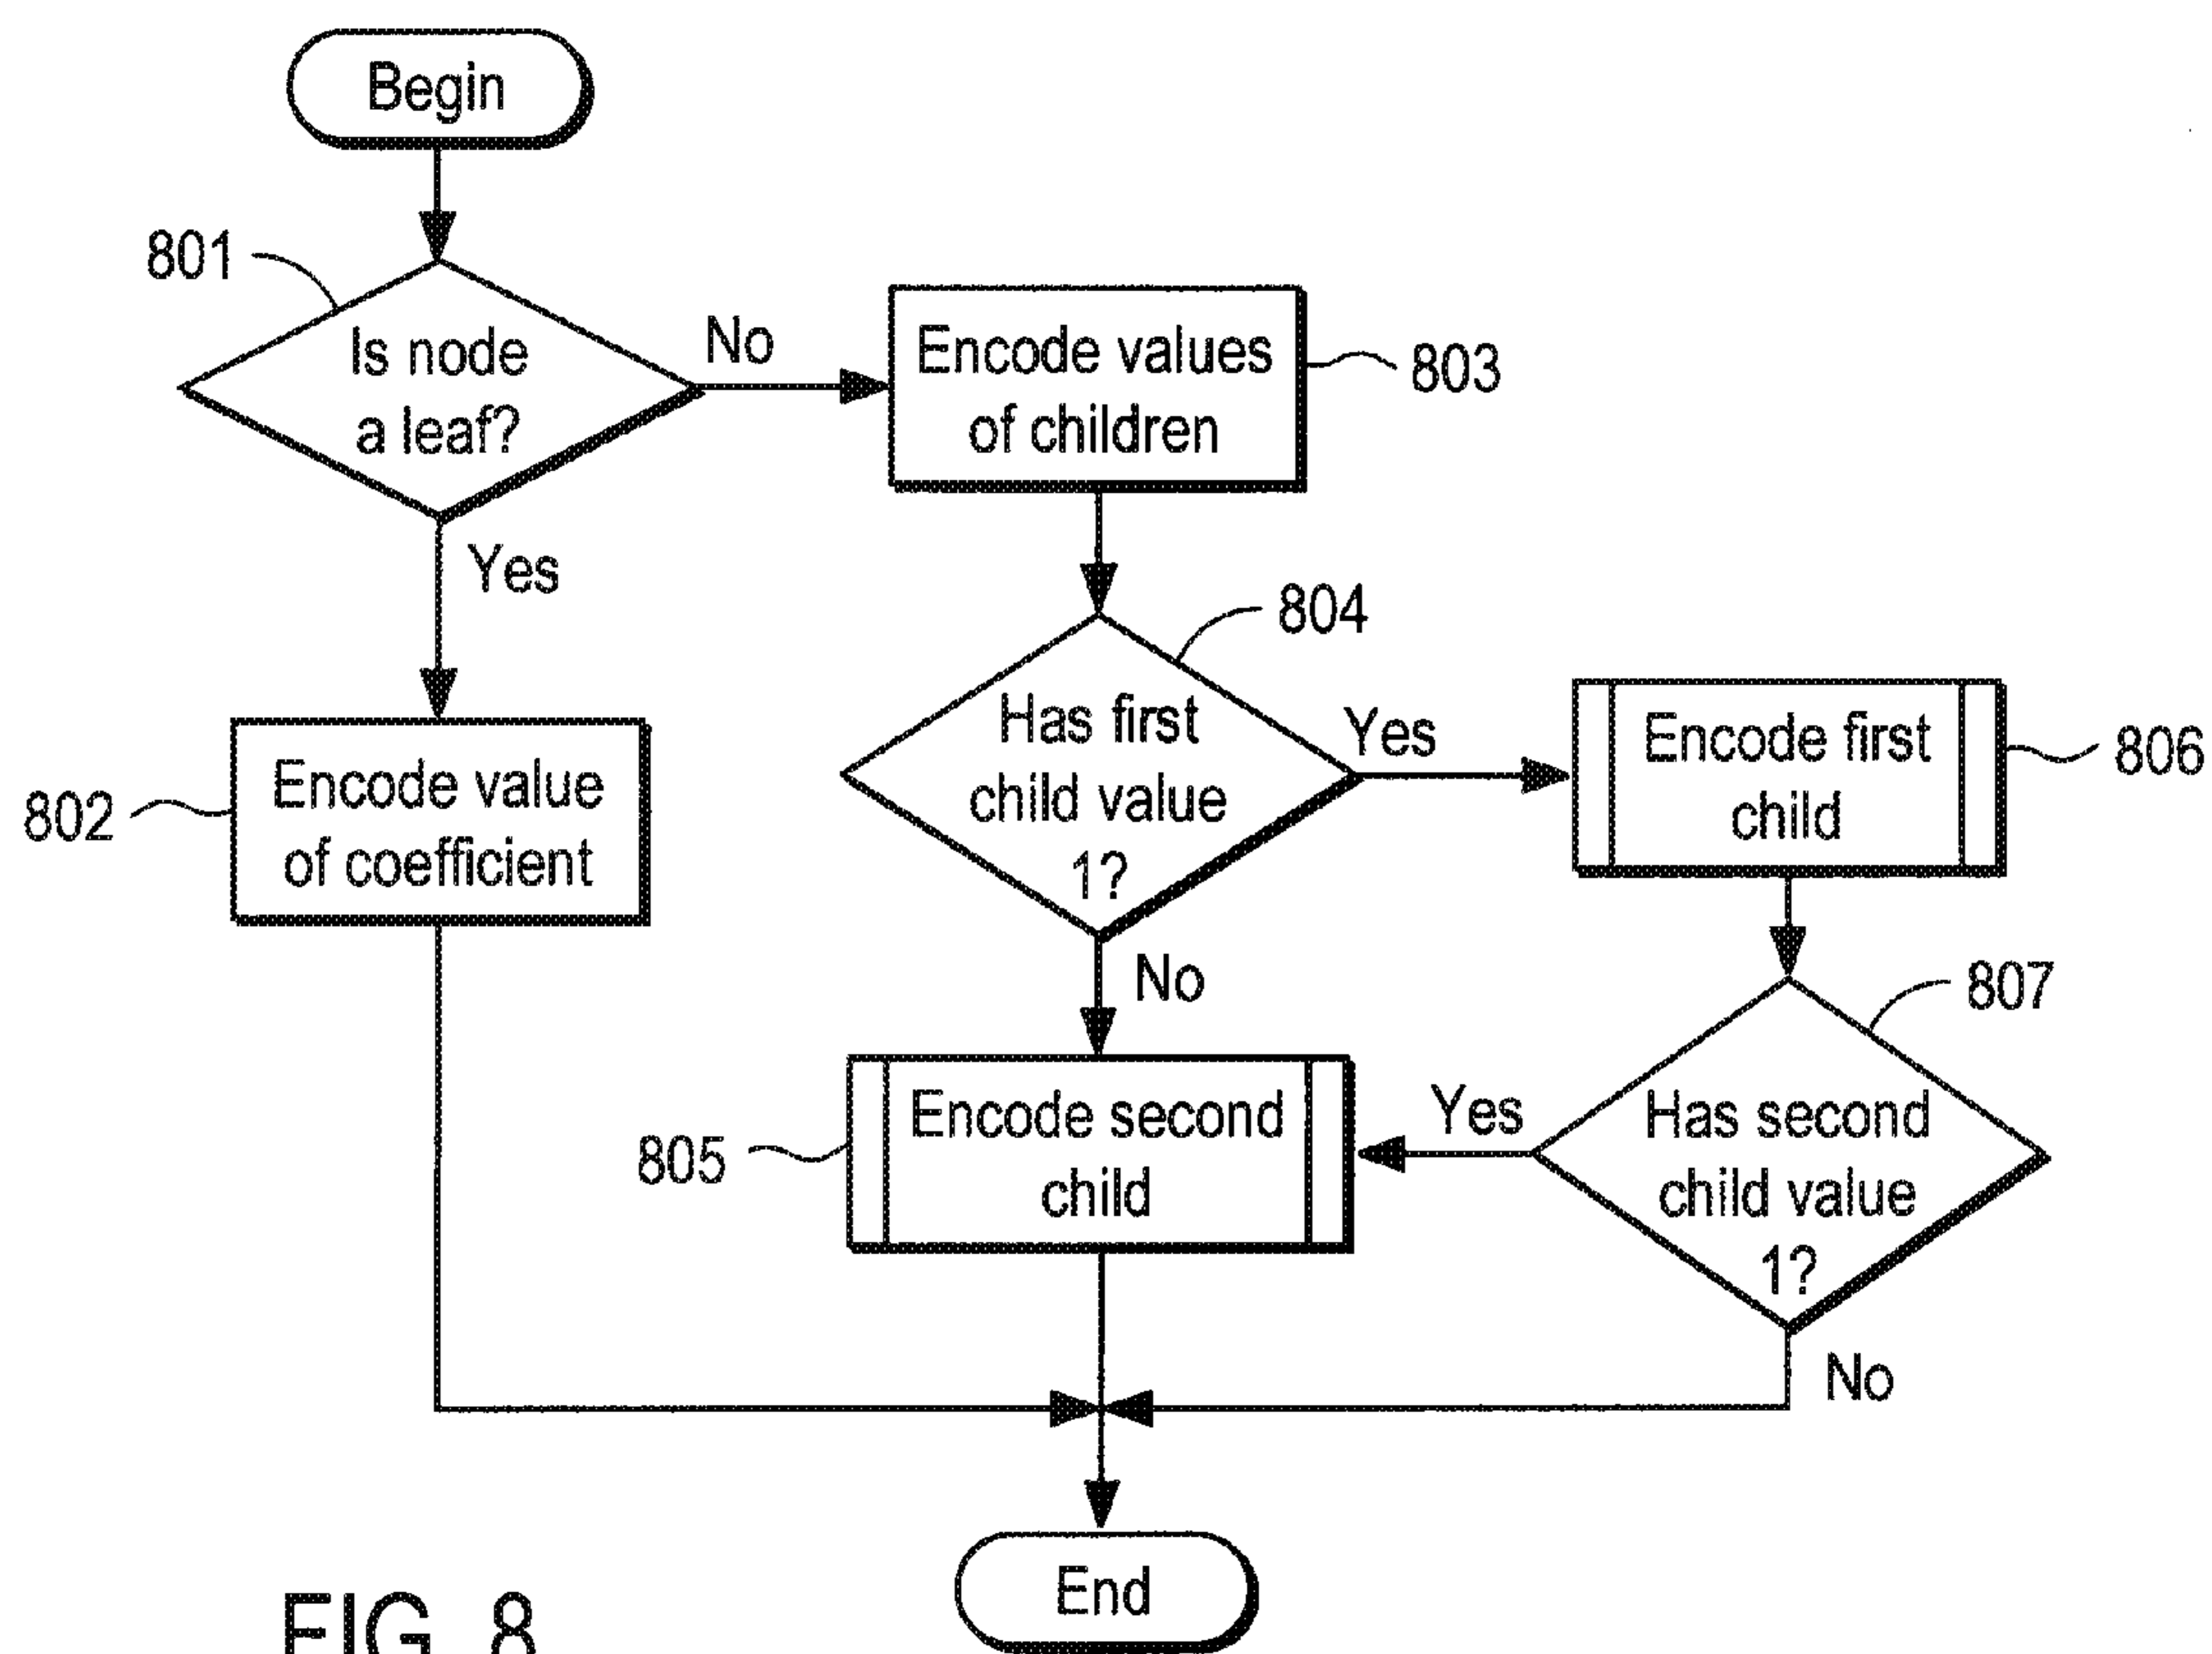 Begin
801
Is node
a leaf?
No
Encode values
of children
803
Yes
804
Has first
child value
1?
Yes
Encode first
child
806
802
Encode value
of coefficient
No
807
805
Encode second
child
Yes
Has second
child value
1?
No
End
FIG. 8